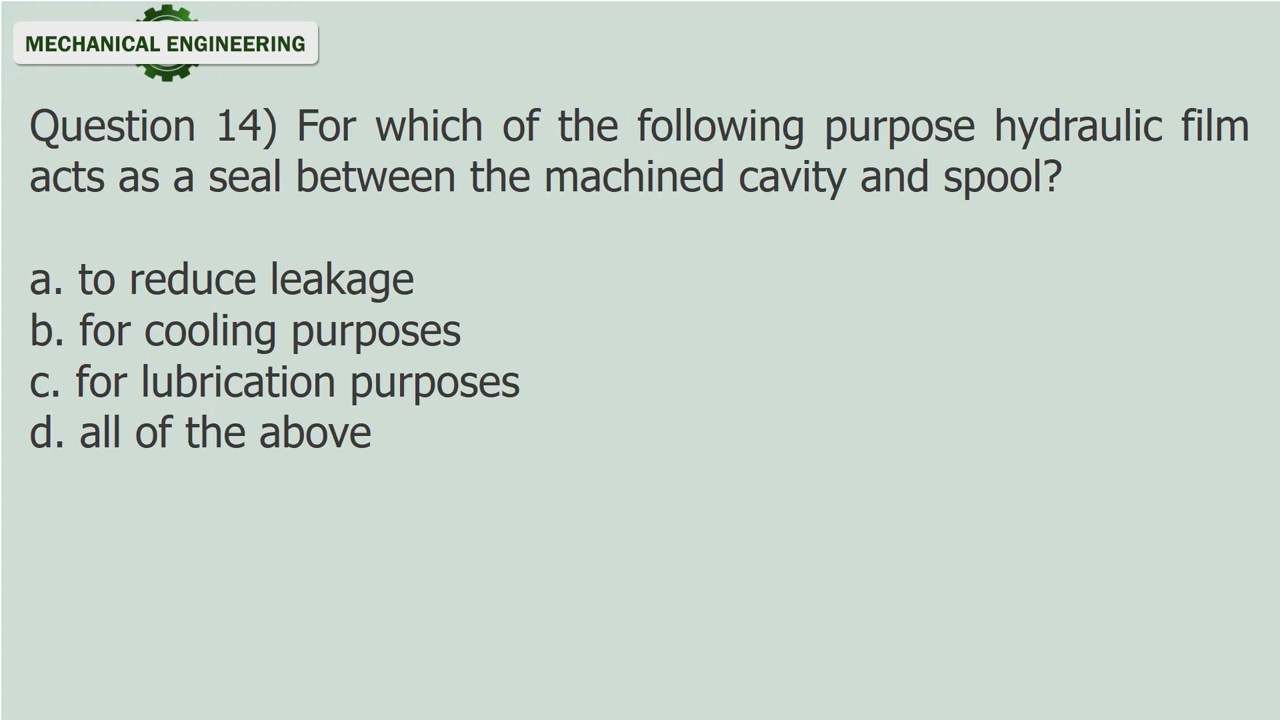 MECHANICAL ENGINEERING
Question 14) For which of the following purpose hydraulic film
acts as a seal between the machined cavity and spool?
a. to reduce leakage
b. for cooling purposes
c. for lubrication purposes
d. all of the above